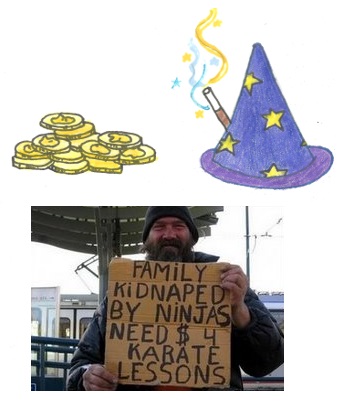 FAMILY
KIDNAPED
BY NINJAS
NEED $ 4
KARATE
LESSONS